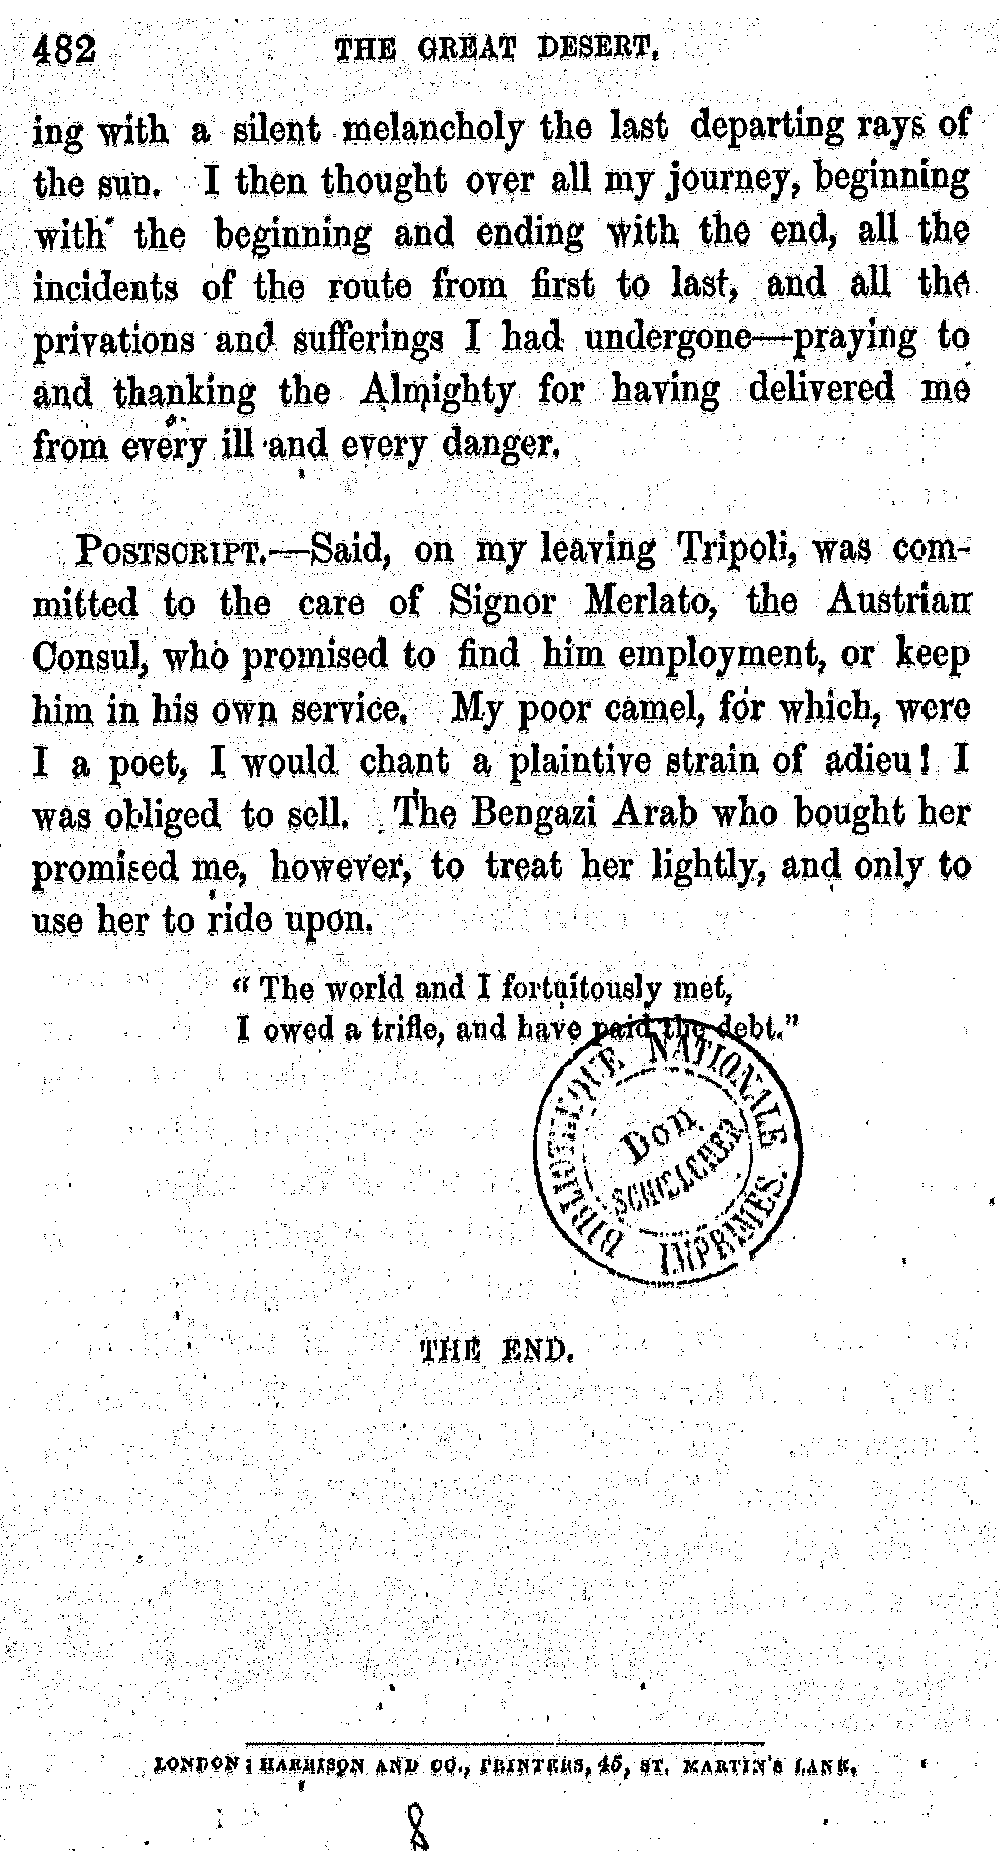 482 THE GREAT DESERT.
ing with a silent melancholy the last departing rays of
the sun. I then thought over all my journey, beginning
with the beginning and ending with the end, all the
incidents of the route from first to last, and all the
privations and sufferings I had undergone—praying to
and thanking the Almighty for having delivered me
from every ill and every danger.
POSTSCRIPT.—Said, on my leaving Tripoli, was com-
mitted to the care of Signor Merlato, the Austrian
Consul, who promised to find him employment, or keep
him in his own service. My poor camel, for which, were
I a poet, I would chant a plaintive strain of adieu! I
was obliged to sell. The Bengazi Arab who bought her
promised me, however, to treat her lightly, and only to
use her to ride upon.
“The world and I fortuitously met,
I owed a trifle, and have paid the debt.”
BIBLIOTHÈQUE NATIONALE
Don
SCHŒLCHER
IMPRIMÉS.
THE END.
LONDON: HARRISON AND CO., PRINTERS, 45, ST. MARTIN'S LANE.
8